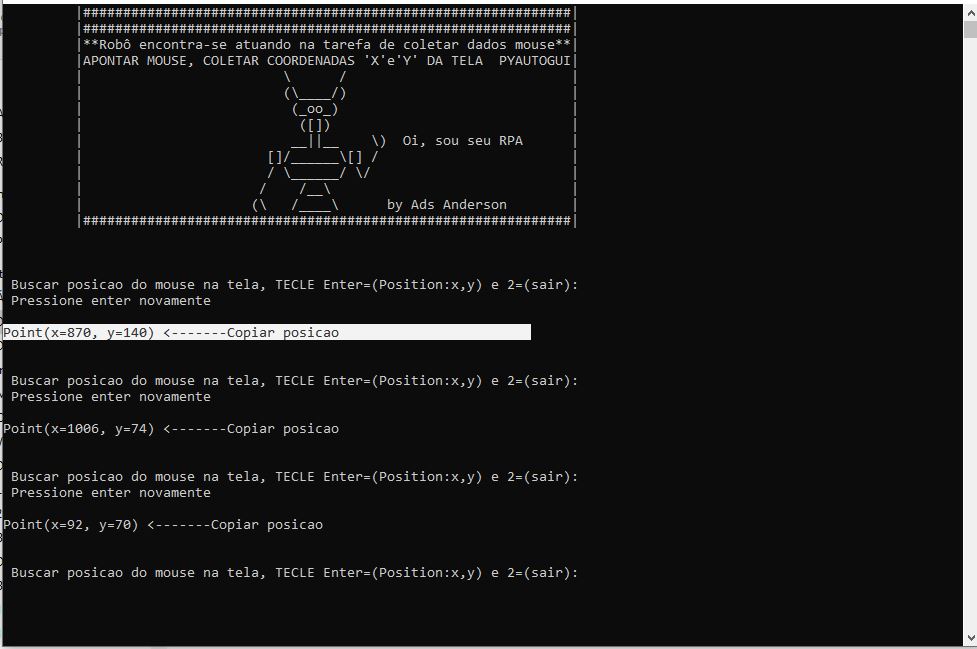 |#############################################################|
|#############################################################|
|**Robô encontra-se atuando na tarefa de coletar dados mouse**|
|APONTAR MOUSE, COLETAR COORDENADAS 'X'e'Y' DA TELA  PYAUTOGUI|
|                         \      /                            |
|                         (\____/)                            |
|                          (_oo_)                             |
|                           ([])                              |
|                          __||__    \)  Oi, sou seu RPA      |
|                       []/______\[] /                        |
|                       / \______/ \/                         |
|                      /    /__\                              |
|                     (\   /____\      by Ads Anderson        |
|#############################################################|
Buscar posicao do mouse na tela, TECLE Enter=(Position:x,y) e 2=(sair):
Pressione enter novamente
Point(x=870, y=140) <-------Copiar posicao
Buscar posicao do mouse na tela, TECLE Enter=(Position:x,y) e 2=(sair):
Pressione enter novamente
Point(x=1006, y=74) <-------Copiar posicao
Buscar posicao do mouse na tela, TECLE Enter=(Position:x,y) e 2=(sair):
Pressione enter novamente
Point(x=92, y=70) <-------Copiar posicao
Buscar posicao do mouse na tela, TECLE Enter=(Position:x,y) e 2=(sair):